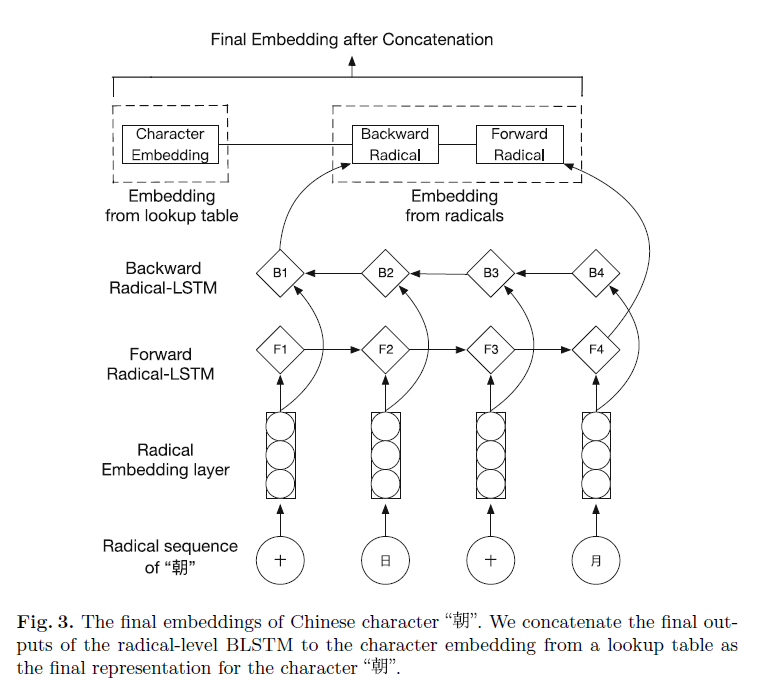 Final Embedding after Concatenation
Character
Embedding
Backward
Radical
Forward
Radical
Embedding
from lookup table
Embedding
from radicals
Backward
Radical-LSTM
B1
B2
B3
B4
Forward
Radical-LSTM
F1
F2
F3
F4
Radical
Embedding layer
Radical sequence
of “朝”
十
日
十
月
Fig. 3. The final embeddings of Chinese character “朝”. We concatenate the final out-
puts of the radical-level BLSTM to the character embedding from a lookup table as
the final representation for the character “朝”.